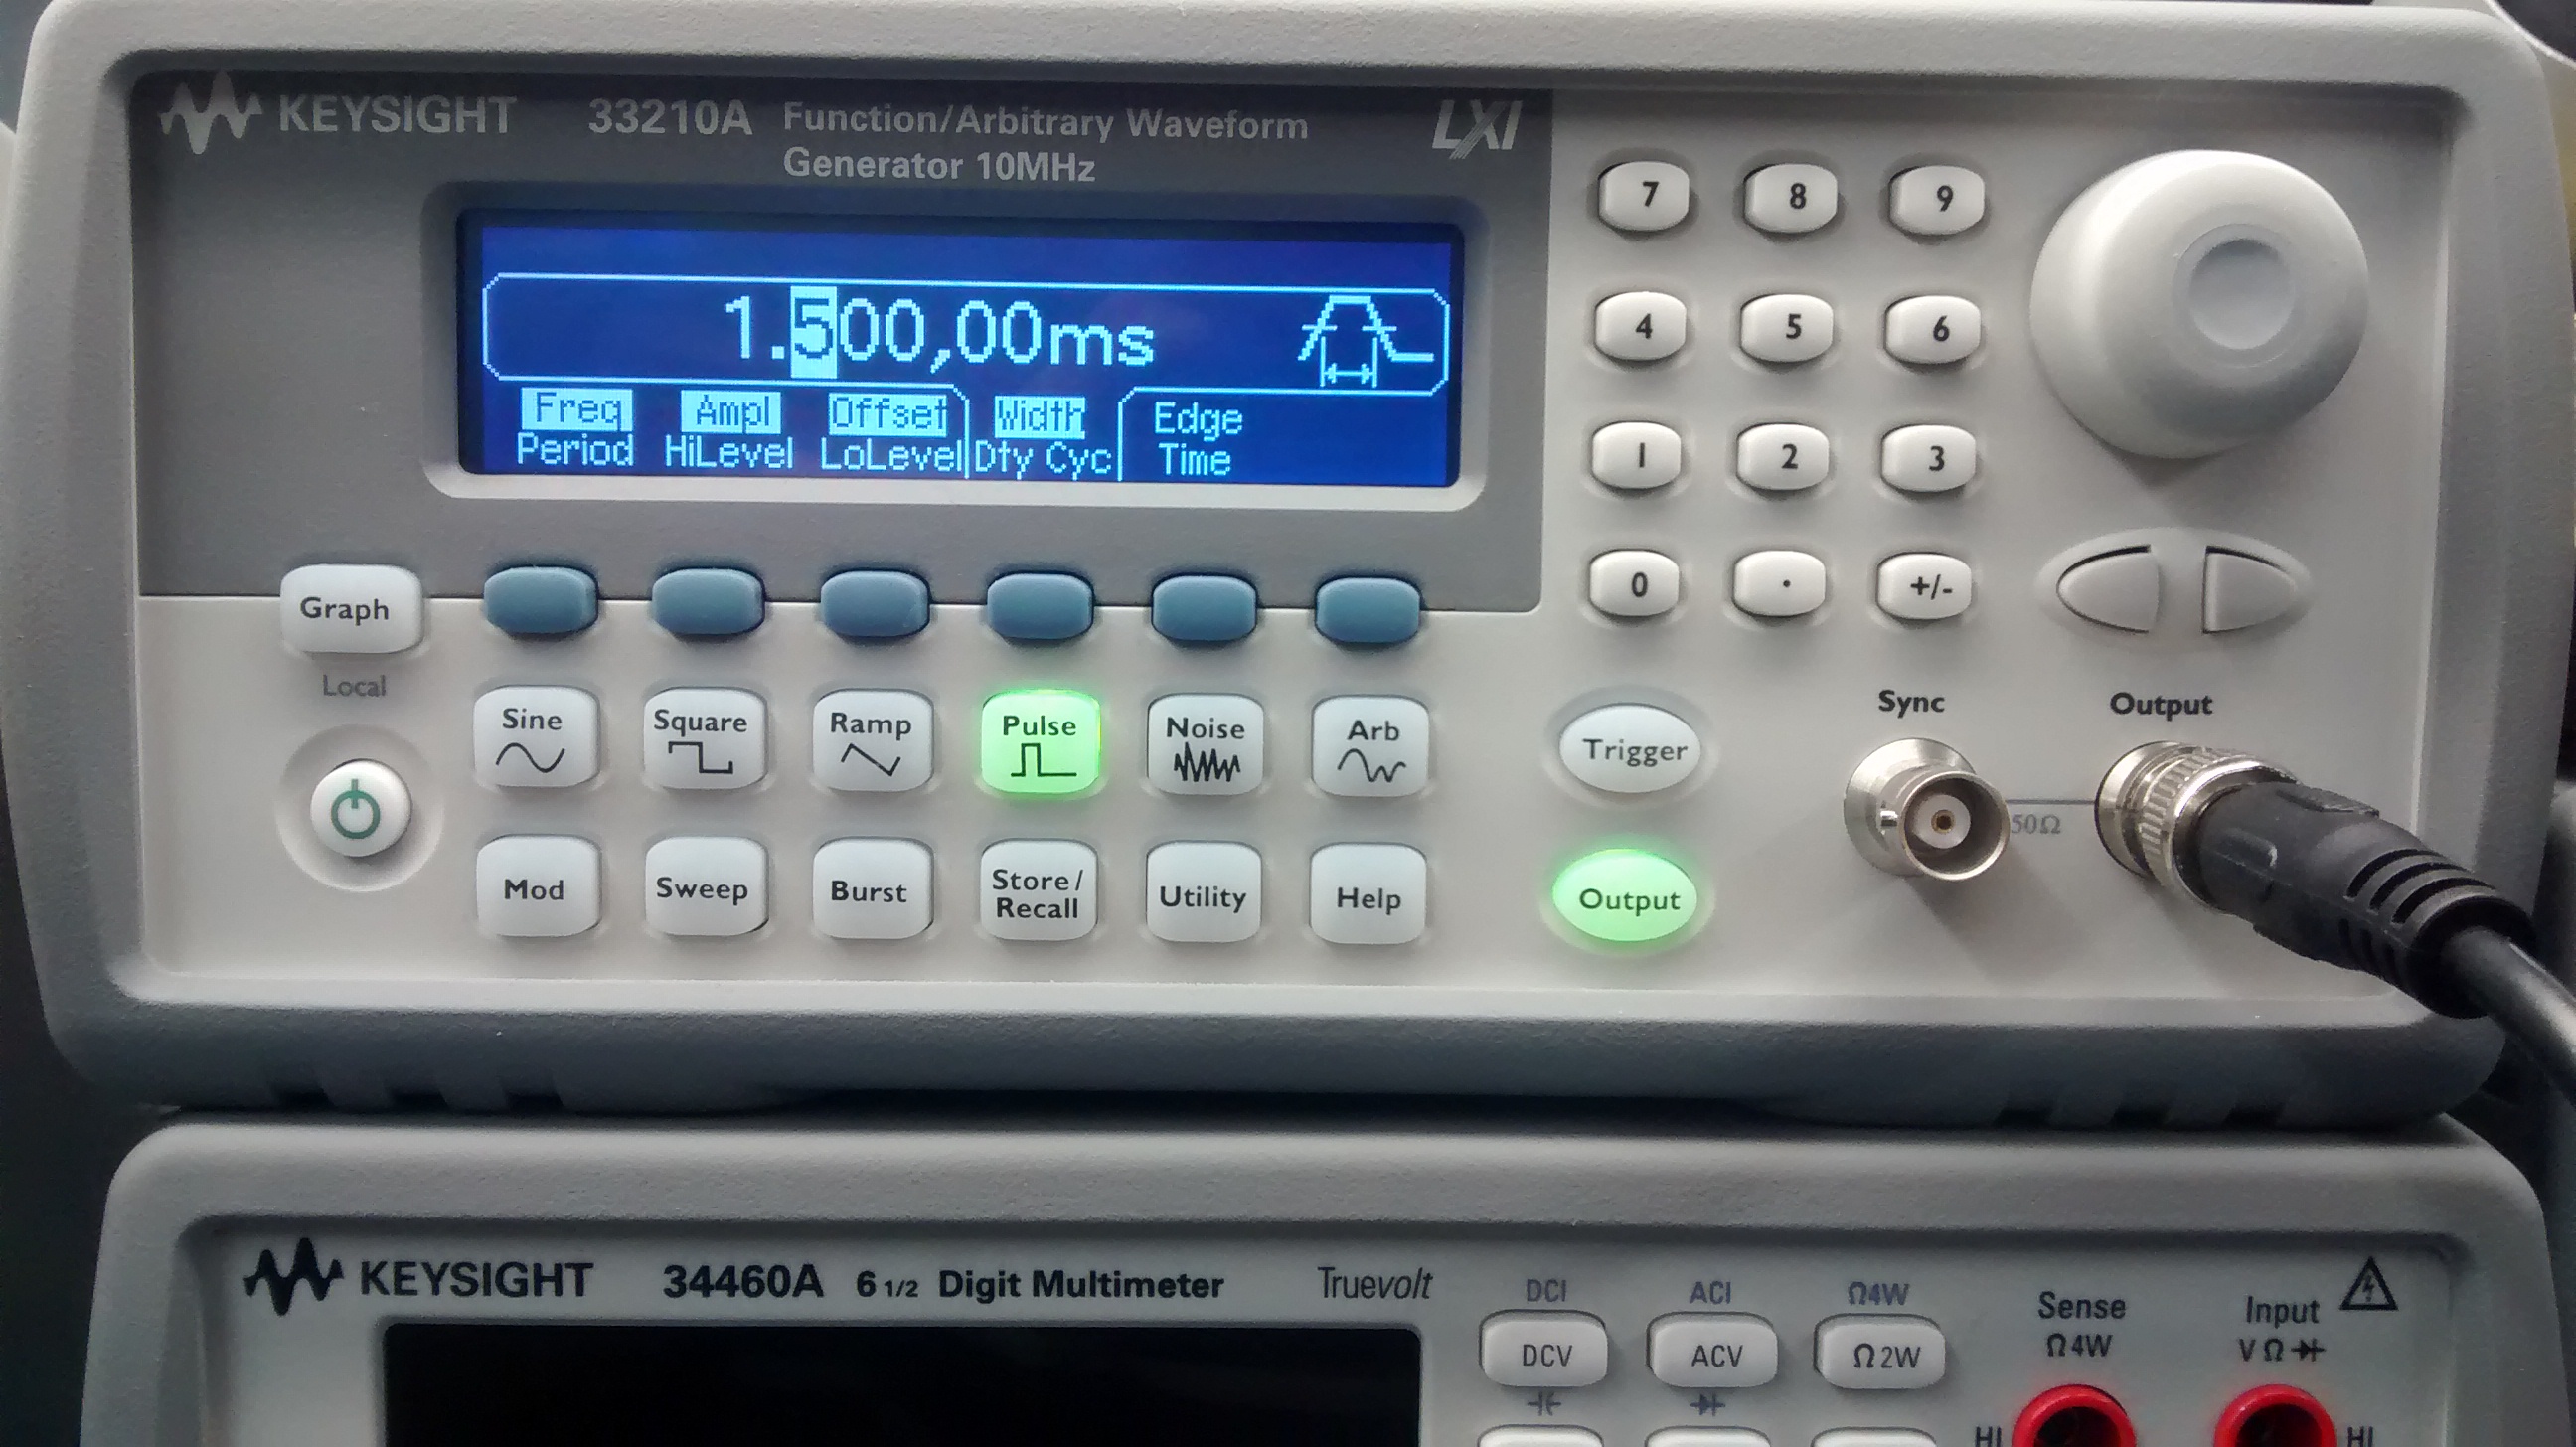 KEYSIGHT 33210A Function/Arbitrary Waveform LXI
Generator 10MHz
1.500,00ms
Freq Ampl Offset Width Edge
Period HiLevel LoLevel Dty Cyc Time
7 8 9
4 5 6
1 2 3
0 . +/-
Graph
Local
Sine Square Ramp Pulse Noise Arb
Trigger
Sync Output
50Ω
Mod Sweep Burst Store/ Utility Help
Recall
Output
KEYSIGHT 34460A 6 1/2 Digit Multimeter Truevolt
DCI ACI Ω4W
DCV ACV Ω2W
Sense Input
Ω4W VΩ
HI HI